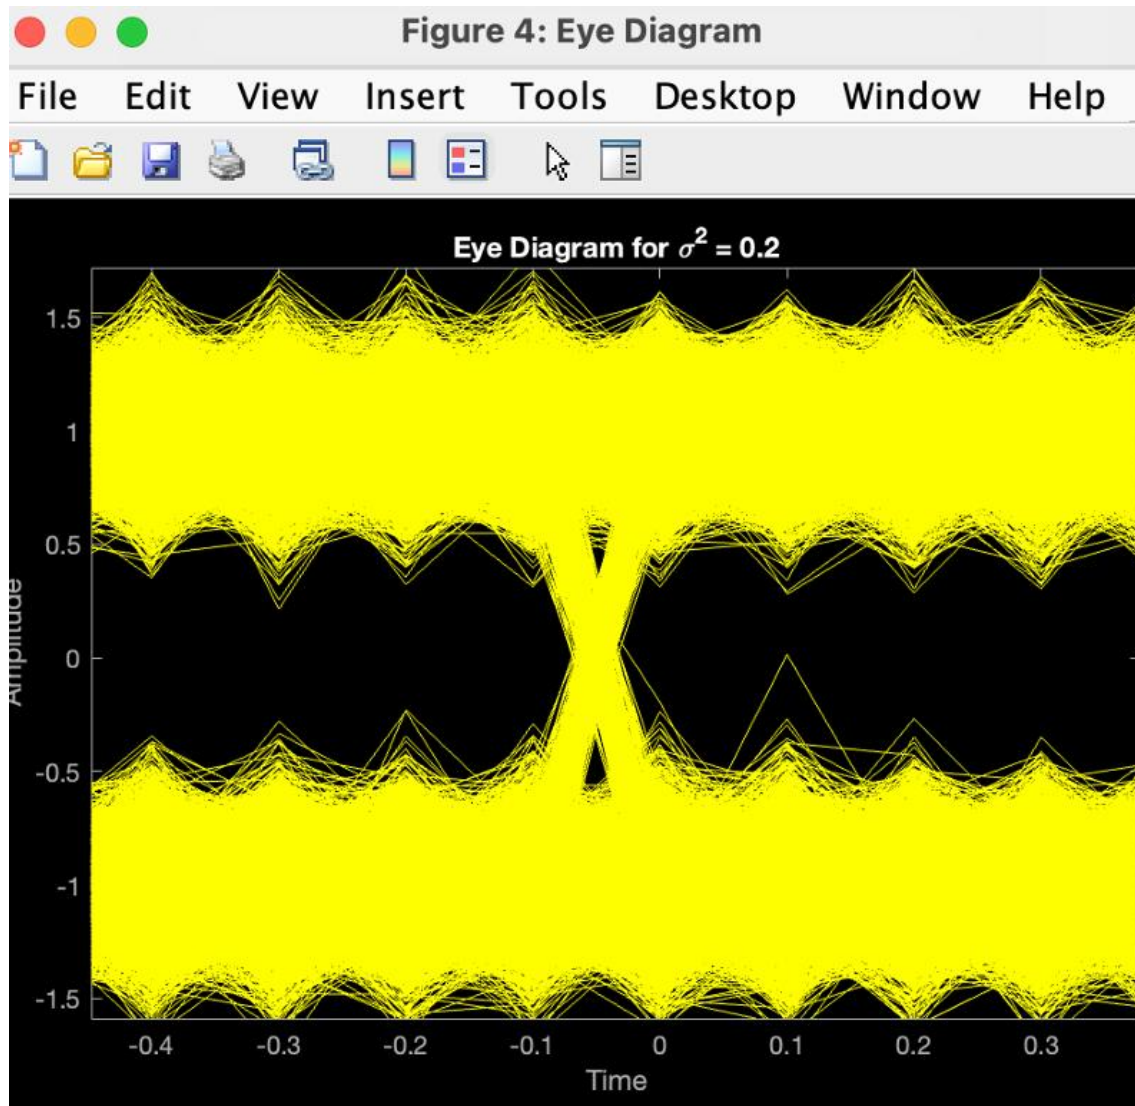 Figure 4: Eye Diagram
File Edit View Insert Tools Desktop Window Help
Eye Diagram for σ² = 0.2
1.5
1
0.5
0
-0.5
-1
-1.5
Amplitude
-0.4 -0.3 -0.2 -0.1 0 0.1 0.2 0.3
Time